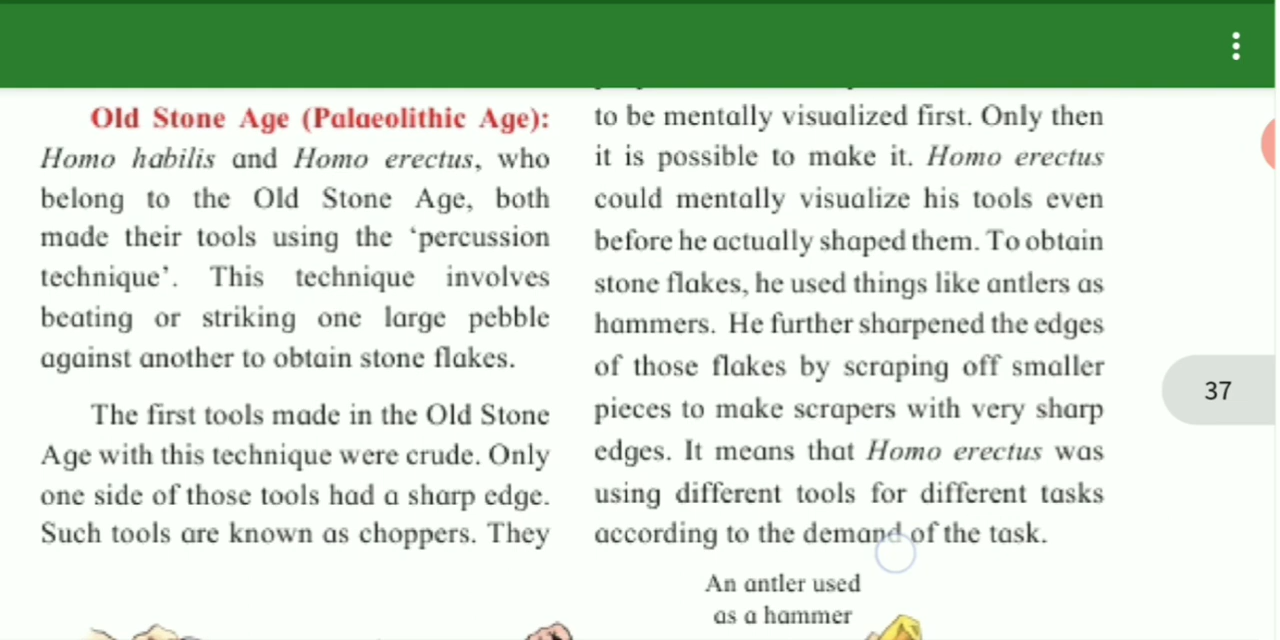 Old Stone Age (Palaeolithic Age):
Homo habilis and Homo erectus, who
belong to the Old Stone Age, both
made their tools using the ‘percussion
technique’. This technique involves
beating or striking one large pebble
against another to obtain stone flakes.
The first tools made in the Old Stone
Age with this technique were crude. Only
one side of those tools had a sharp edge.
Such tools are known as choppers. They
to be mentally visualized first. Only then
it is possible to make it. Homo erectus
could mentally visualize his tools even
before he actually shaped them. To obtain
stone flakes, he used things like antlers as
hammers. He further sharpened the edges
of those flakes by scraping off smaller
pieces to make scrapers with very sharp
edges. It means that Homo erectus was
using different tools for different tasks
according to the demand of the task.
An antler used
as a hammer
37